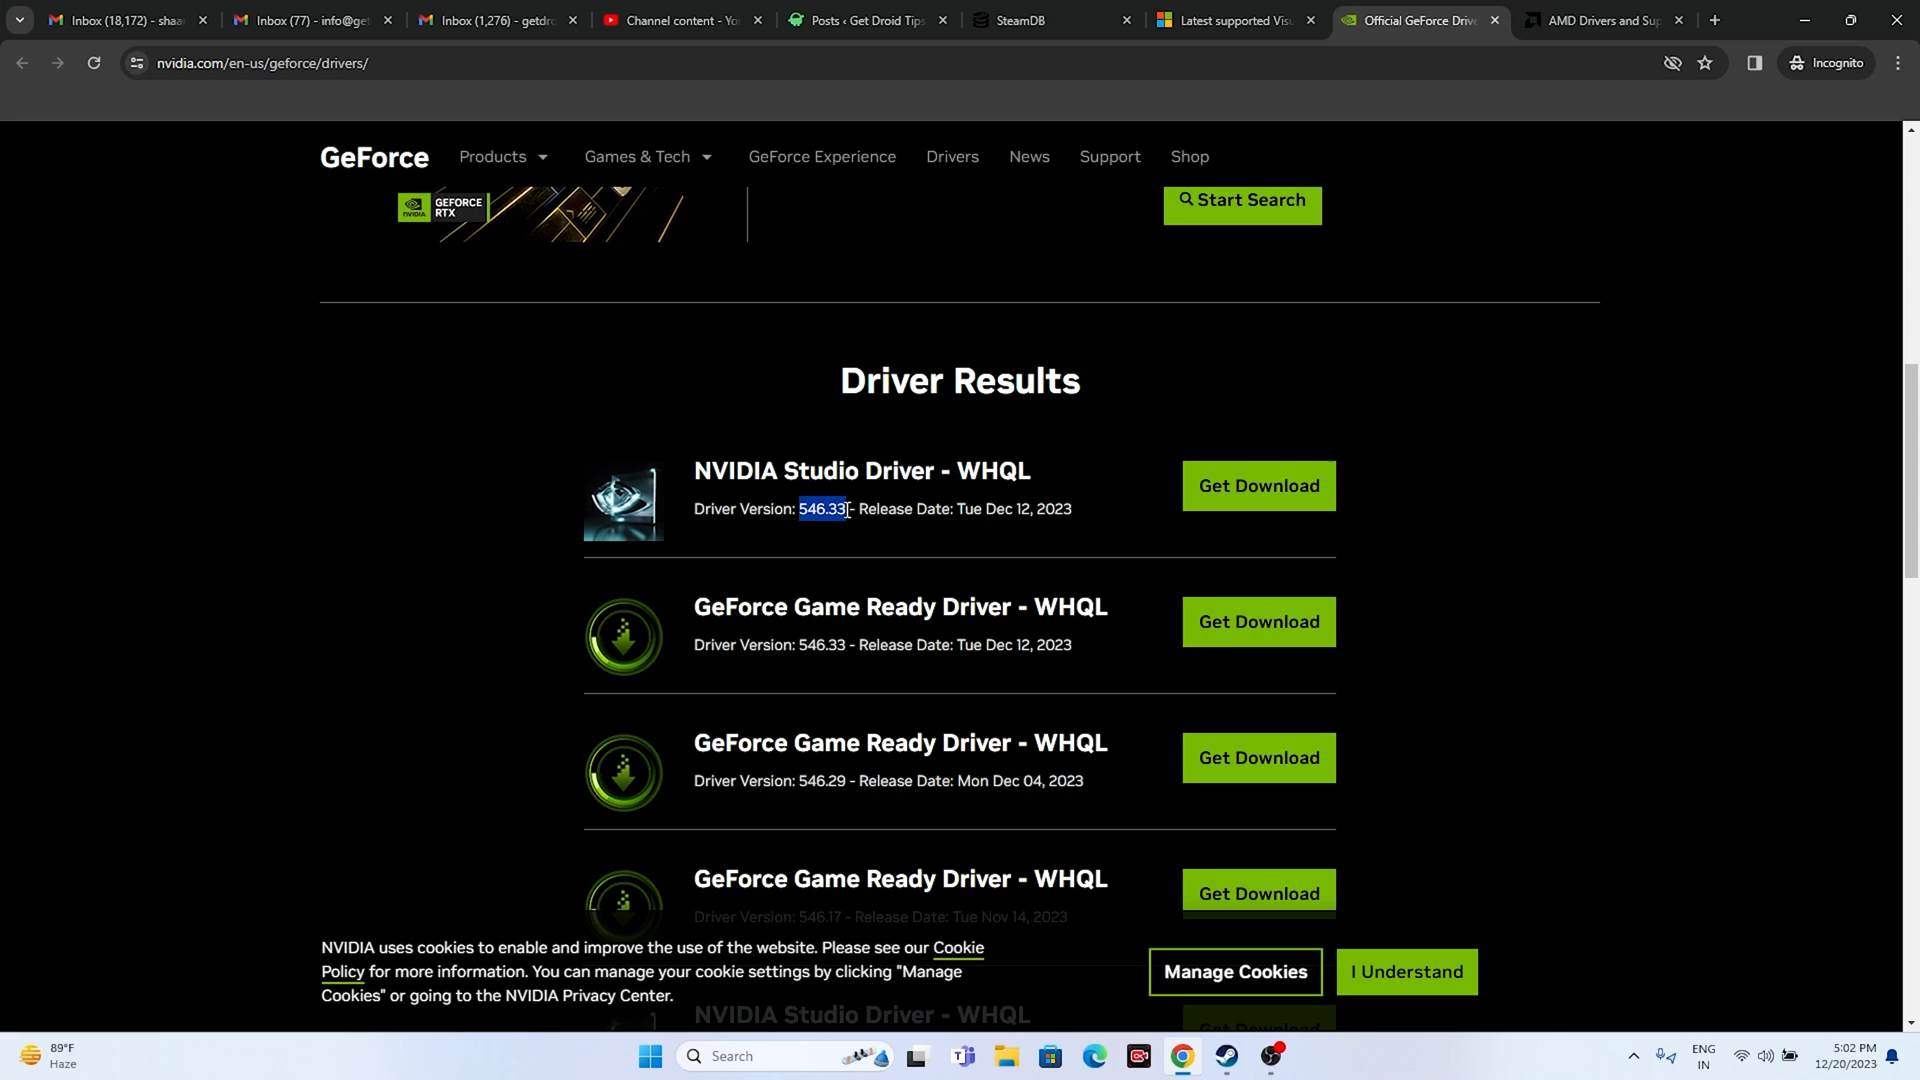 Inbox (18,172) - shaa
Inbox (77) - info@get
Inbox (1,276) - getdro
Channel content - Yo
Posts ‹ Get Droid Tips
SteamDB
Latest supported Visu
Official GeForce Drive
AMD Drivers and Sup
nvidia.com/en-us/geforce/drivers/
Incognito
GeForce
Products
Games & Tech
GeForce Experience
Drivers
News
Support
Shop
NVIDIA
GEFORCE
RTX
Start Search
Driver Results
NVIDIA Studio Driver - WHQL
Driver Version: 546.33 - Release Date: Tue Dec 12, 2023
Get Download
GeForce Game Ready Driver - WHQL
Driver Version: 546.33 - Release Date: Tue Dec 12, 2023
Get Download
GeForce Game Ready Driver - WHQL
Driver Version: 546.29 - Release Date: Mon Dec 04, 2023
Get Download
GeForce Game Ready Driver - WHQL
Driver Version: 546.17 - Release Date: Tue Nov 14, 2023
Get Download
NVIDIA uses cookies to enable and improve the use of the website. Please see our Cookie
Policy for more information. You can manage your cookie settings by clicking "Manage
Cookies" or going to the NVIDIA Privacy Center.
Manage Cookies
I Understand
NVIDIA Studio Driver - WHQL
Get Download
89°F
Haze
Search
ENG
IN
5:02 PM
12/20/2023